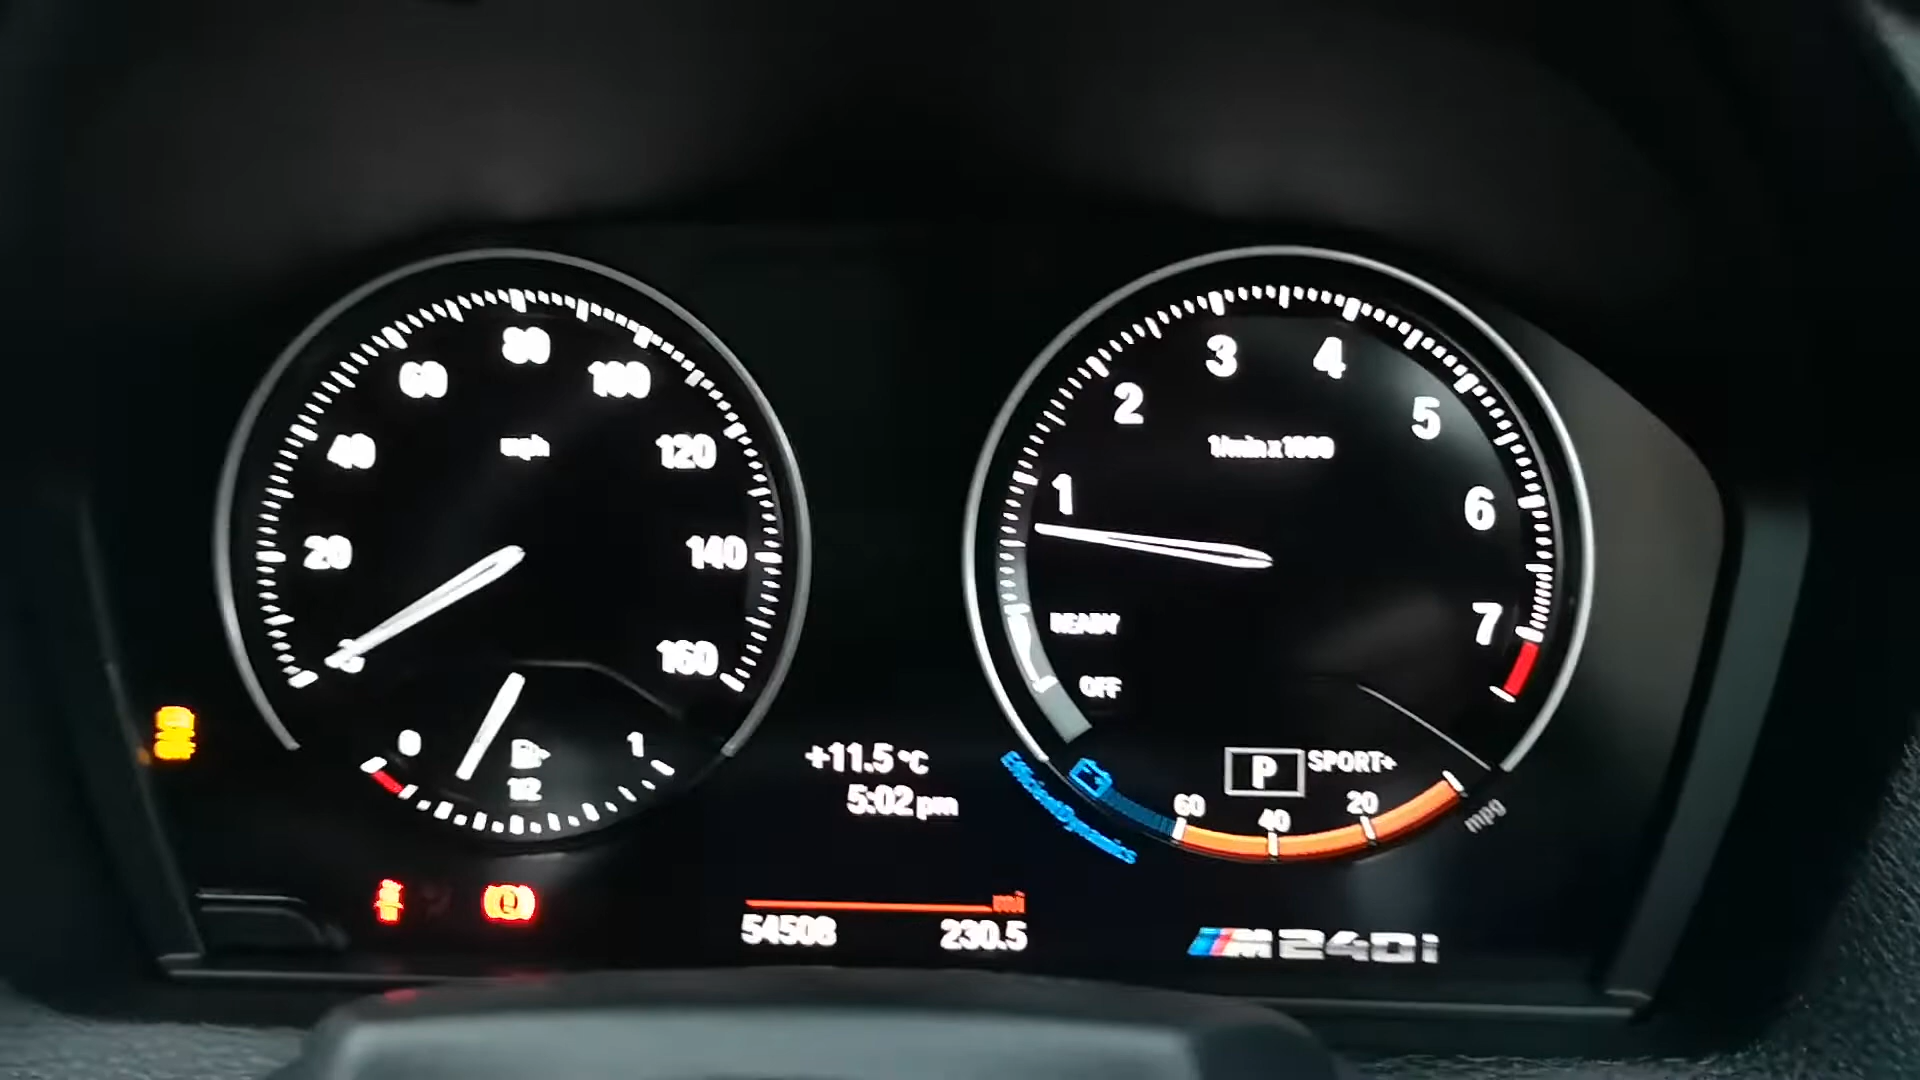 80
60
100
40
mph
120
20
140
0
160
0
1
1/2
3
4
2
5
1/min x 1000
1
6
READY
7
OFF
+11.5 °C
5:02 pm
P
SPORT+
60
40
20
mpg
EfficientDynamics
mi
54508
230.5
M240i